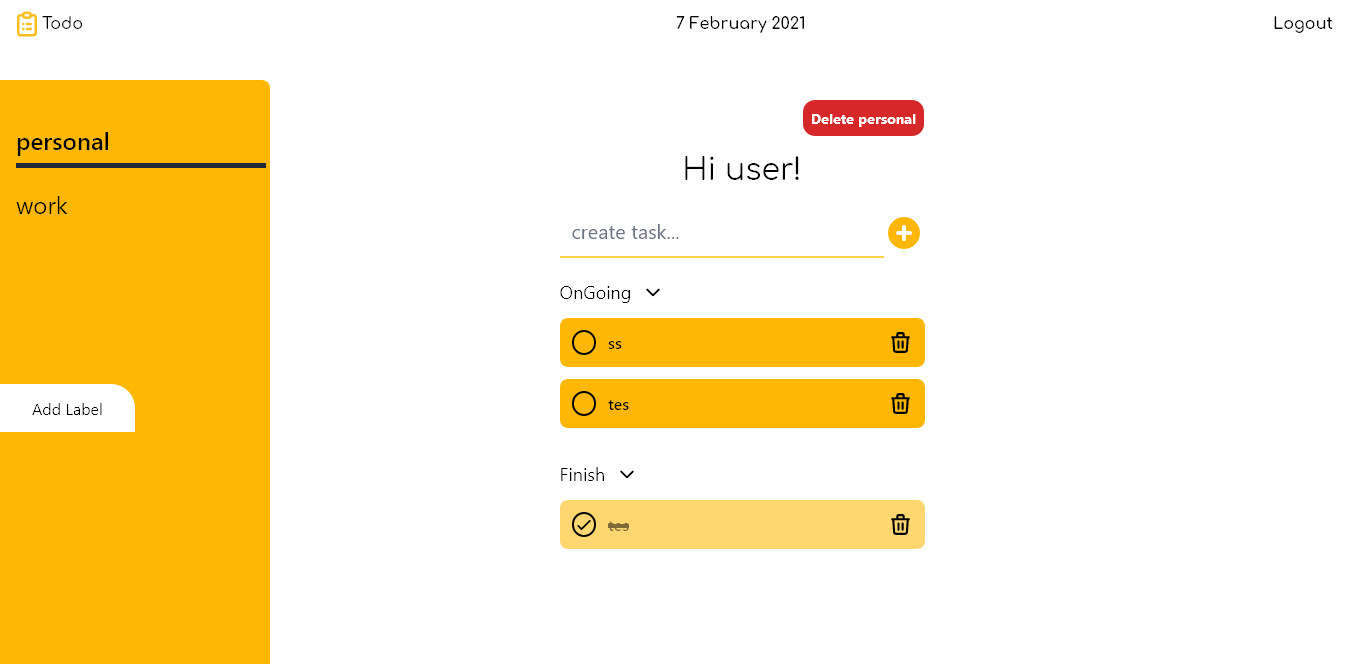 Todo
7 February 2021
Logout
personal
work
Add Label
Delete personal
Hi user!
create task...
OnGoing
ss
tes
Finish
tes